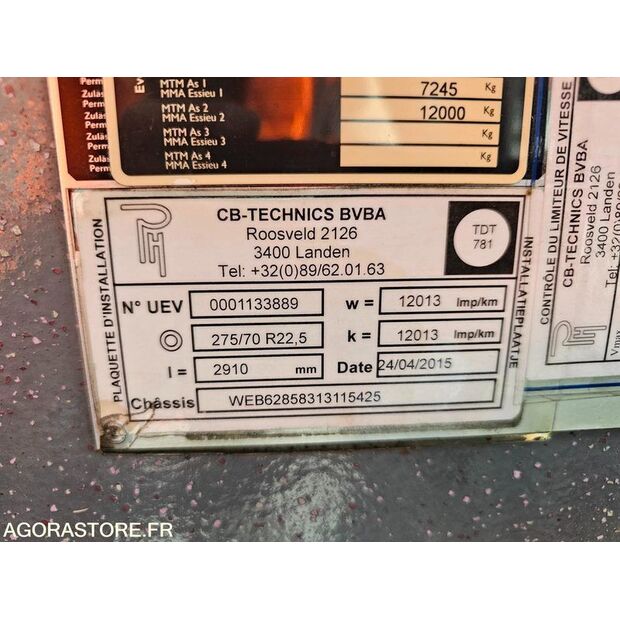 Perm
Zuläs
Perm
Zuläs
Perm
Zuläs
Perm
Zuläs
Perm
MTM As 1
MMA Essieu 1
7245 Kg
MTM As 2
MMA Essieu 2
12000 Kg
MTM As 3
MMA Essieu 3
Kg
MTM As 4
MMA Essieu 4
Kg
PLAQUETTE D'INSTALLATION
CB-TECHNICS BVBA
Roosveld 2126
3400 Landen
Tel: +32(0)89/62.01.63
TDT
781
N° UEV 0001133889 w = 12013 Imp/km
275/70 R22,5 k = 12013 Imp/km
l = 2910 mm Date 24/04/2015
Châssis WEB62858313115425
INSTALLATIEPLAATJE
CONTRÔLE DU LIMITEUR DE VITESSE
CB-TECHNICS BVBA
Roosveld 2126
3400 Landen
Vmax
AGORASTORE.FR